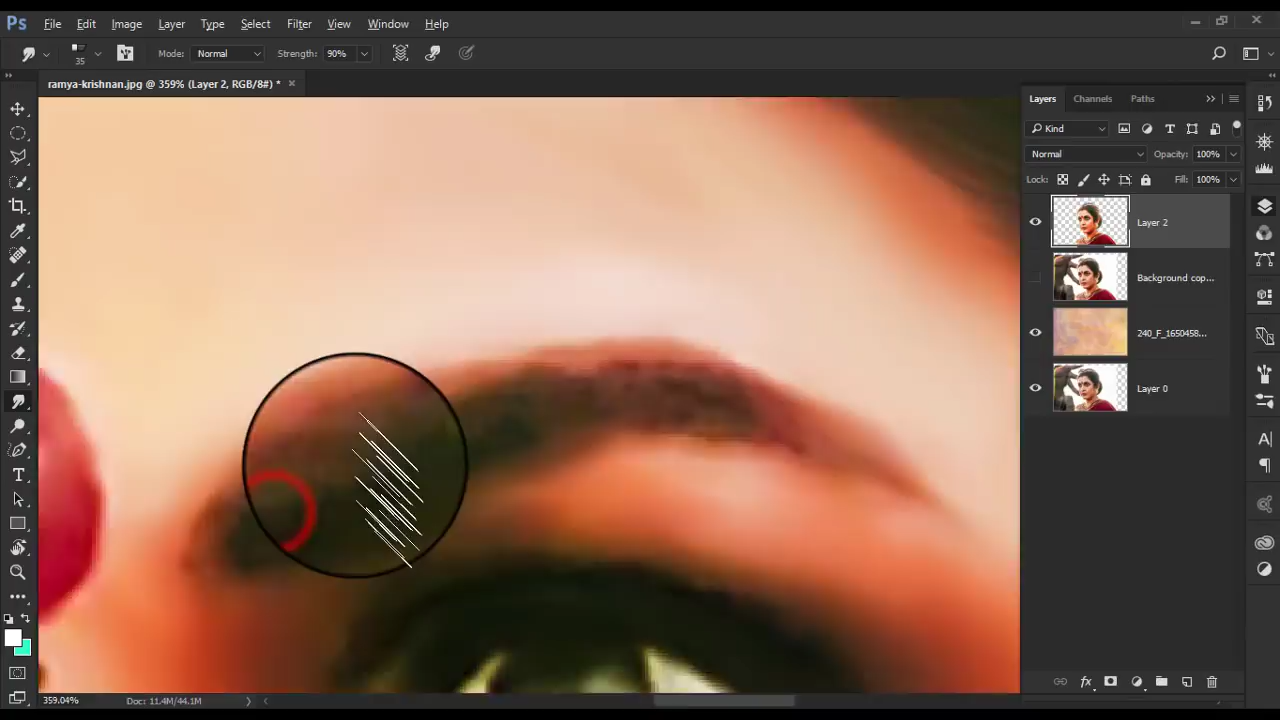 Ps File Edit Image Layer Type Select Filter View Window Help
35 Mode: Normal Strength: 90%
ramya-krishnan.jpg @ 359% (Layer 2, RGB/8#) * ×
Layers Channels Paths
Kind
Normal Opacity: 100%
Lock: Fill: 100%
Layer 2
Background cop...
240_F_1650458...
Layer 0
359.04% Doc: 11.4M/44.1M